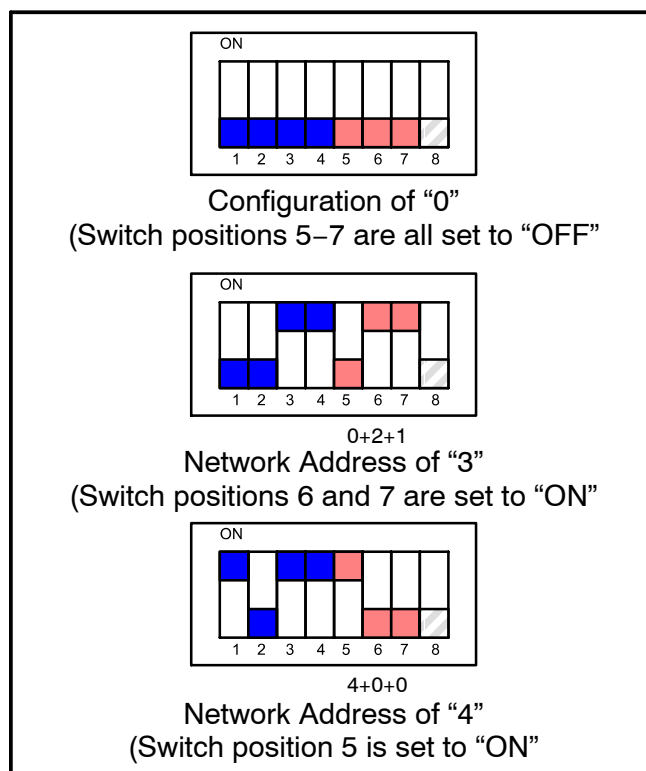 ON
1 2 3 4 5 6 7 8
Configuration of “0”
(Switch positions 5–7 are all set to “OFF”
ON
1 2 3 4 5 6 7 8
0+2+1
Network Address of “3”
(Switch positions 6 and 7 are set to “ON”
ON
1 2 3 4 5 6 7 8
4+0+0
Network Address of “4”
(Switch position 5 is set to “ON”